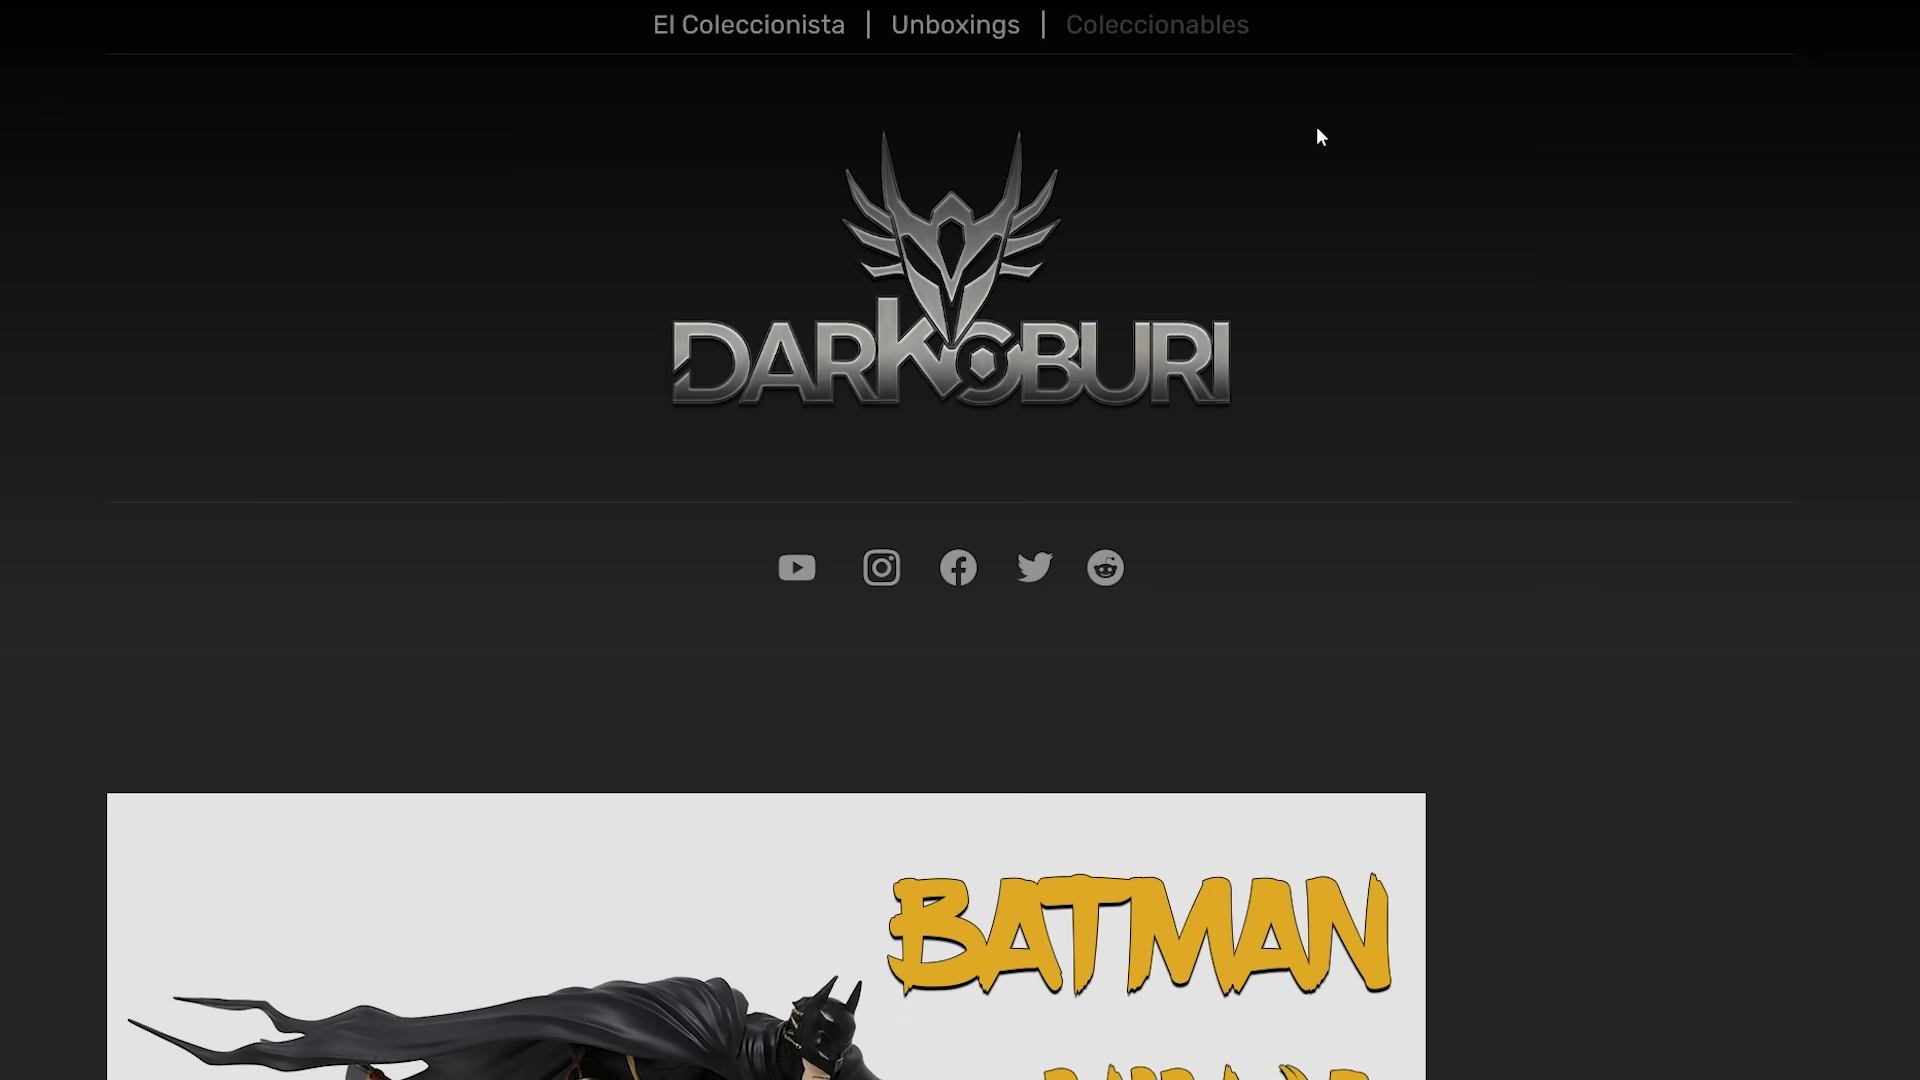 El Coleccionista | Unboxings | Coleccionables
DARKOBURI
BATMAN